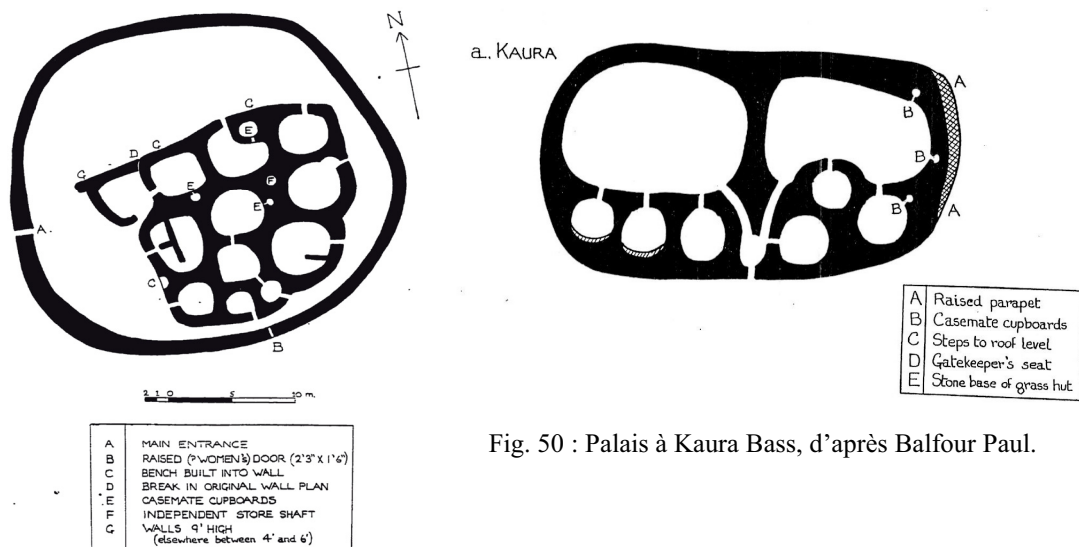 N
C
E
C
D
G
G
E
F
E
A
C
B
2 1 0 5 10 m.
A MAIN ENTRANCE
B RAISED (?WOMEN'S) DOOR (2'3" X 1'6")
C BENCH BUILT INTO WALL
D BREAK IN ORIGINAL WALL PLAN
E CASEMATE CUPBOARDS
F INDEPENDENT STORE SHAFT
G WALLS 9' HIGH
(elsewhere between 4' and 6')
a. KAURA
A
B
B
B
A
A Raised parapet
B Casemate cupboards
C Steps to roof level
D Gatekeeper's seat
E Stone base of grass hut
Fig. 50 : Palais à Kaura Bass, d'après Balfour Paul.